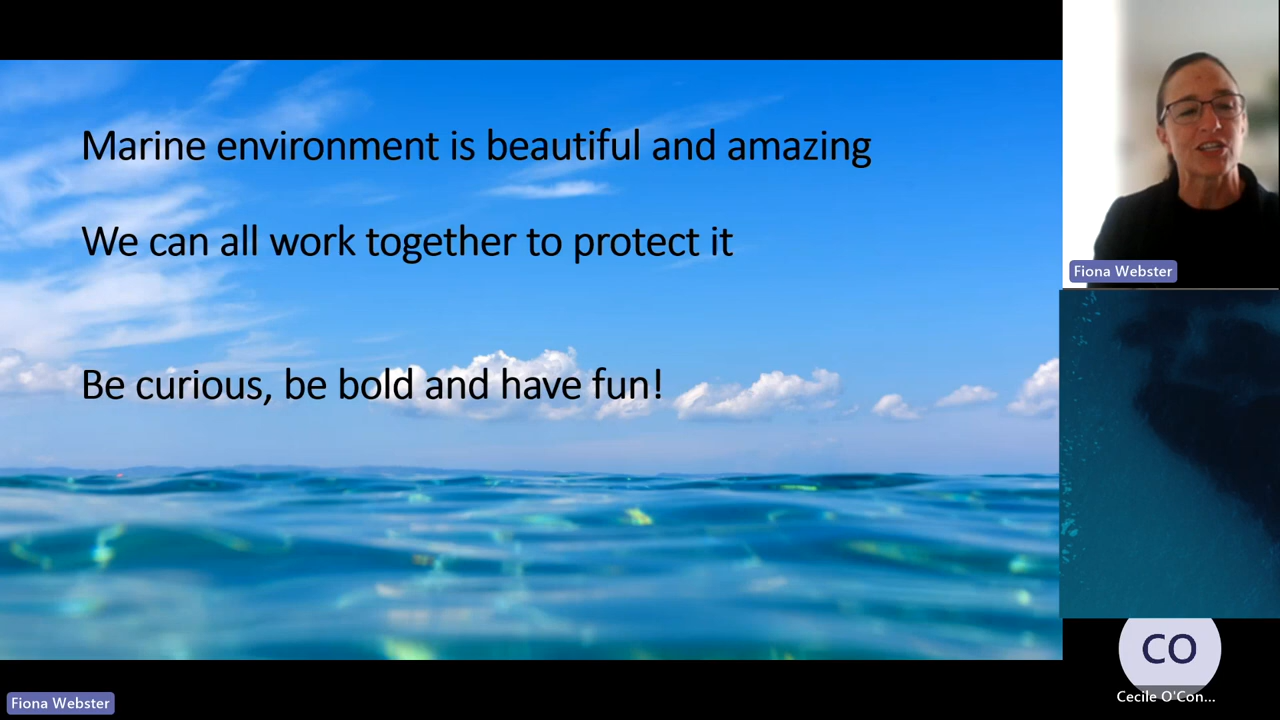 Marine environment is beautiful and amazing
We can all work together to protect it
Be curious, be bold and have fun!
Fiona Webster
CO
Cecile O'Con...
Fiona Webster